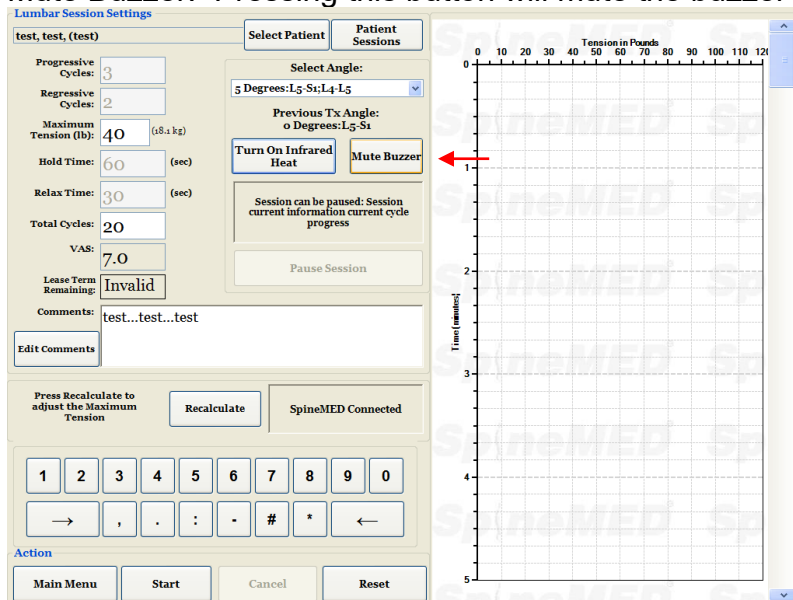 Mute Buzzer: Pressing this button will mute the buzzer
Lumbar Session Settings
test, test, (test)
Select Patient
Patient
Sessions
Progressive
Cycles:
3
Regressive
Cycles:
2
Maximum
Tension (lb):
40
(18.1 kg)
Hold Time:
60
(sec)
Relax Time:
30
(sec)
Total Cycles:
20
VAS:
7.0
Lease Term
Remaining:
Invalid
Comments:
test...test...test
Edit Comments
Select Angle:
5 Degrees:L5-S1;L4-L5
Previous Tx Angle:
0 Degrees:L5-S1
Turn On Infrared
Heat
Mute Buzzer
Session can be paused: Session
current information current cycle
progress
Pause Session
Press Recalculate to
adjust the Maximum
Tension
Recalculate
SpineMED Connected
1 2 3 4 5 6 7 8 9 0
→ , . : - # * ←
Action
Main Menu
Start
Cancel
Reset
Tension in Pounds
0 10 20 30 40 50 60 70 80 90 100 110
Time (minutes)
0
1
2
3
4
5
SpineMED
SpineMED
SpineMED
SpineMED
SpineMED
SpineMED